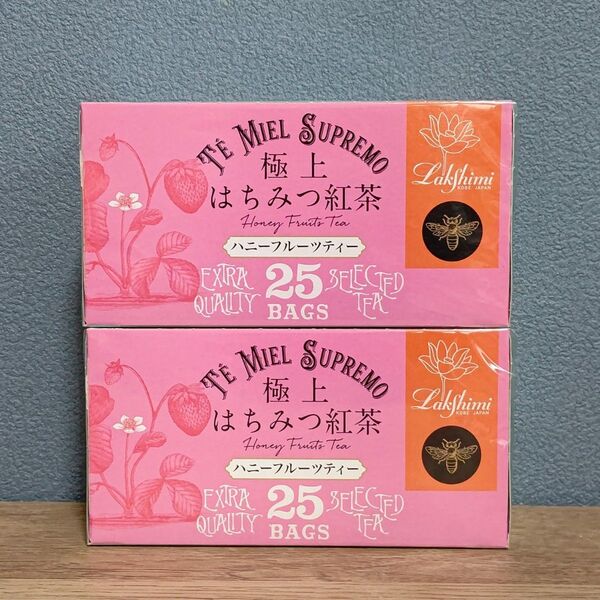 TÉ MIEL SUPREMO
極上
はちみつ紅茶
Honey Fruits Tea
ハニーフルーツティー
EXTRA QUALITY
25
BAGS
SELECTED TEA
Lakshimi
KOBE JAPAN
TÉ MIEL SUPREMO
極上
はちみつ紅茶
Honey Fruits Tea
ハニーフルーツティー
EXTRA QUALITY
25
BAGS
SELECTED TEA
Lakshimi
KOBE JAPAN